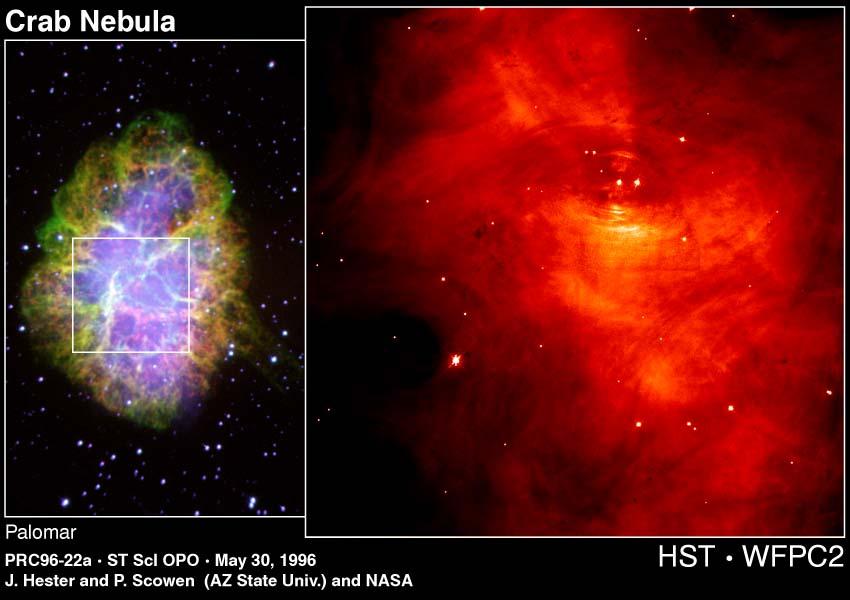 Crab Nebula
Palomar
HST · WFPC2
PRC96-22a · ST ScI OPO · May 30, 1996
J. Hester and P. Scowen (AZ State Univ.) and NASA